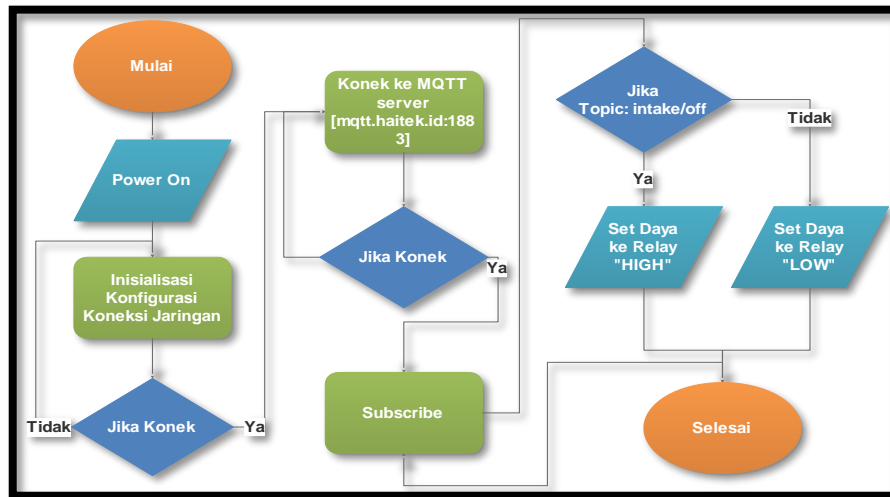 Mulai
Power On
Inisialisasi
Konfigurasi
Koneksi Jaringan
Jika Konek
Tidak
Ya
Konek ke MQTT
server
[mqtt.haitek.id:188
3]
Jika Konek
Ya
Subscribe
Jika
Topic: intake/off
Tidak
Ya
Set Daya
ke Relay
"HIGH"
Set Daya
ke Relay
"LOW"
Selesai